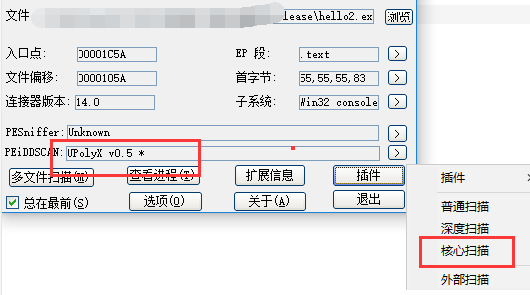 文件 lease\hello2.ex 浏览
入口点: 00001C5A EP 段: .text >
文件偏移: 0000105A 首字节: 55,55,55,83 >
连接器版本: 14.0 子系统: Win32 console >
PESniffer: Unknown >
PEiDDSCAN: UPolyX v0.5 * >
多文件扫描(M) 查看进程(T) 扩展信息 插件
总在最前(S) 选项(O) 关于(A) 退出
插件
普通扫描
深度扫描
核心扫描
外部扫描